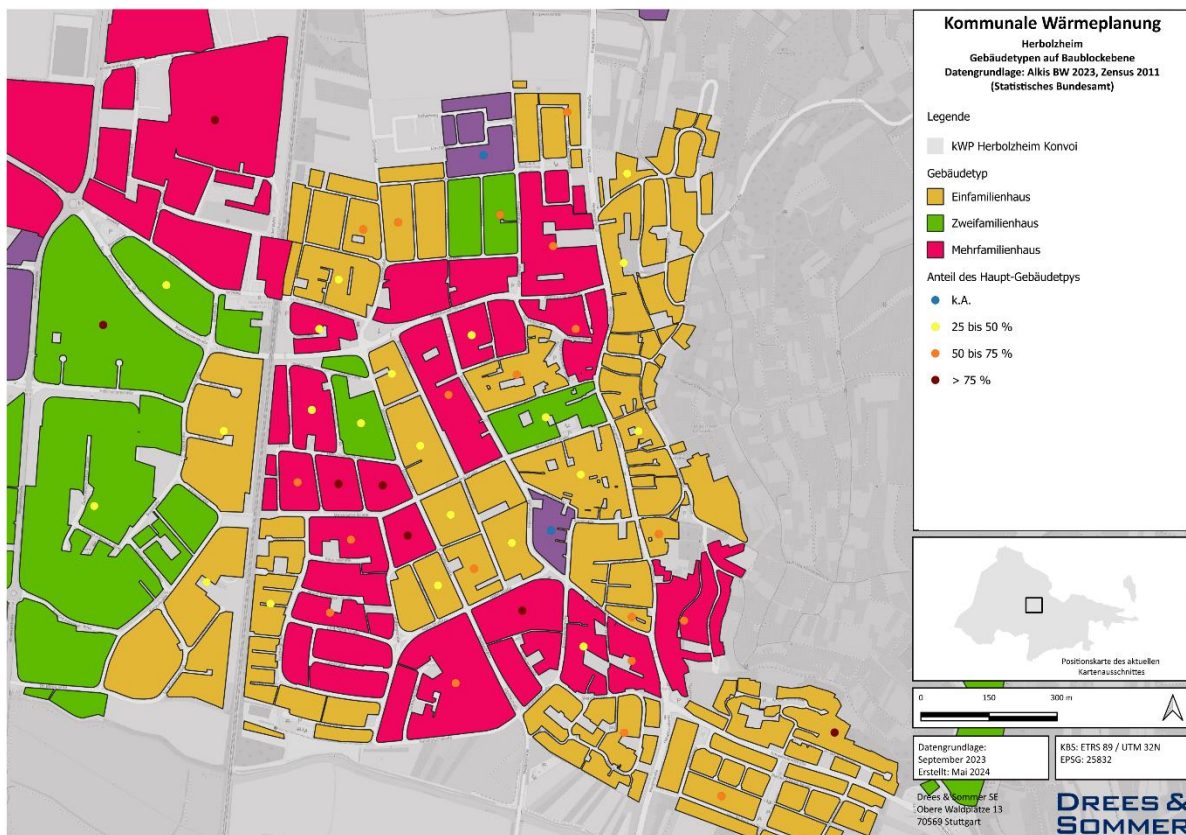 Kommunale Wärmeplanung
Herbolzheim
Gebäudetypen auf Baublockebene
Datengrundlage: Alkis BW 2023, Zensus 2011
(Statistisches Bundesamt)
Legende
kWP Herbolzheim Konvoi
Gebäudetyp
Einfamilienhaus
Zweifamilienhaus
Mehrfamilienhaus
Anteil des Haupt-Gebäudetpys
k.A.
25 bis 50 %
50 bis 75 %
> 75 %
Positionskarte des aktuellen
Kartenausschnittes
0 150 300 m
Datengrundlage:
September 2023
Erstellt: Mai 2024
KBS: ETRS 89 / UTM 32N
EPSG: 25832
Drees & Sommer SE
Obere Waldplätze 13
70569 Stuttgart
DREES &
SOMMER